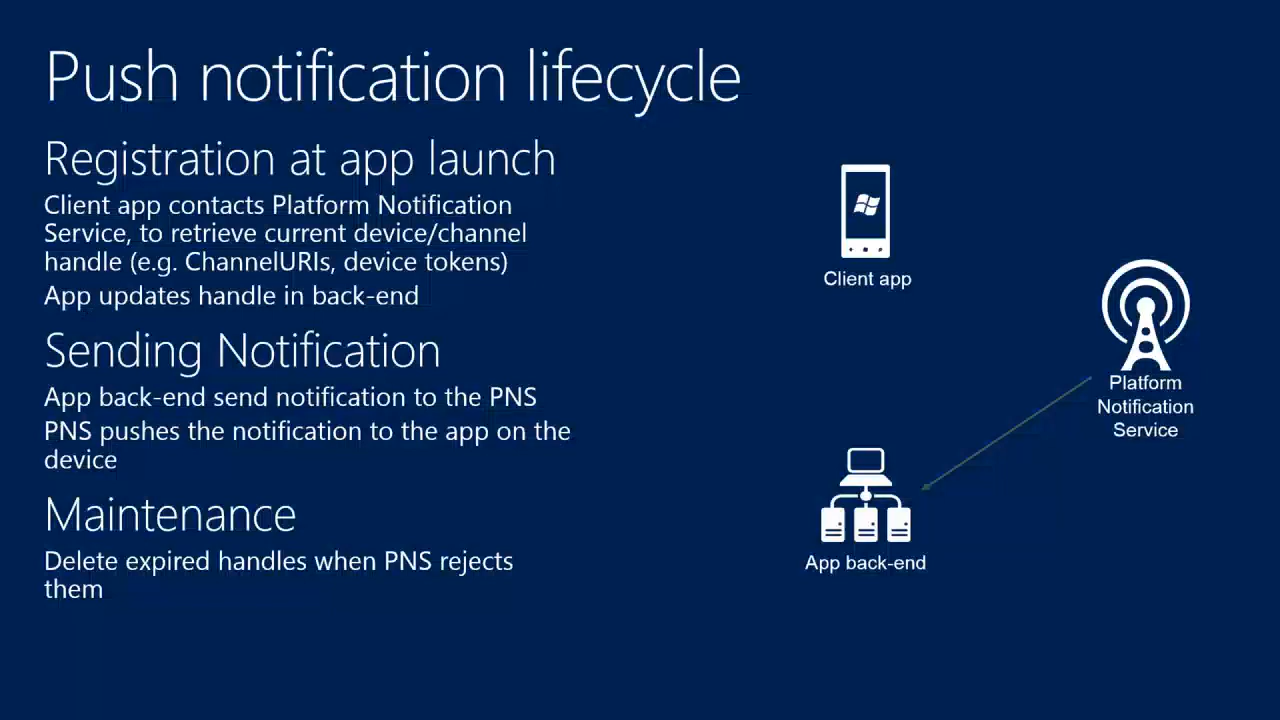 Push notification lifecycle
Registration at app launch
Client app contacts Platform Notification
Service, to retrieve current device/channel
handle (e.g. ChannelURIs, device tokens)
App updates handle in back-end
Sending Notification
App back-end send notification to the PNS
PNS pushes the notification to the app on the
device
Maintenance
Delete expired handles when PNS rejects
them
Client app
Platform
Notification
Service
App back-end